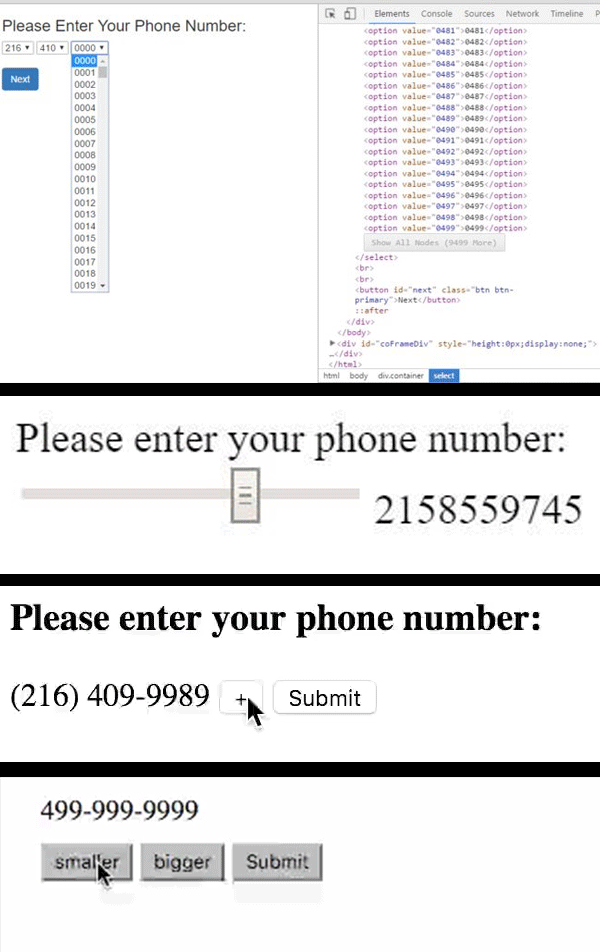 Please Enter Your Phone Number:
216 410 0000
0000
0001
0002
0003
0004
0005
0006
0007
0008
0009
0010
0011
0012
0013
0014
0015
0016
0017
0018
0019
Next
Elements Console Sources Network Timeline P
<option value="0481">0481</option>
<option value="0482">0482</option>
<option value="0483">0483</option>
<option value="0484">0484</option>
<option value="0485">0485</option>
<option value="0486">0486</option>
<option value="0487">0487</option>
<option value="0488">0488</option>
<option value="0489">0489</option>
<option value="0490">0490</option>
<option value="0491">0491</option>
<option value="0492">0492</option>
<option value="0493">0493</option>
<option value="0494">0494</option>
<option value="0495">0495</option>
<option value="0496">0496</option>
<option value="0497">0497</option>
<option value="0498">0498</option>
<option value="0499">0499</option>
Show All Nodes (9499 More)
</select>
<br>
<br>
<button id="next" class="btn btn-
primary">Next</button>
::after
</div>
</body>
<div id="coFrameDiv" style="height:0px;display:none;">
…</div>
</html>
html body div.container select
Please enter your phone number:
2158559745
Please enter your phone number:
(216) 409-9989 + Submit
499-999-9999
smaller bigger Submit